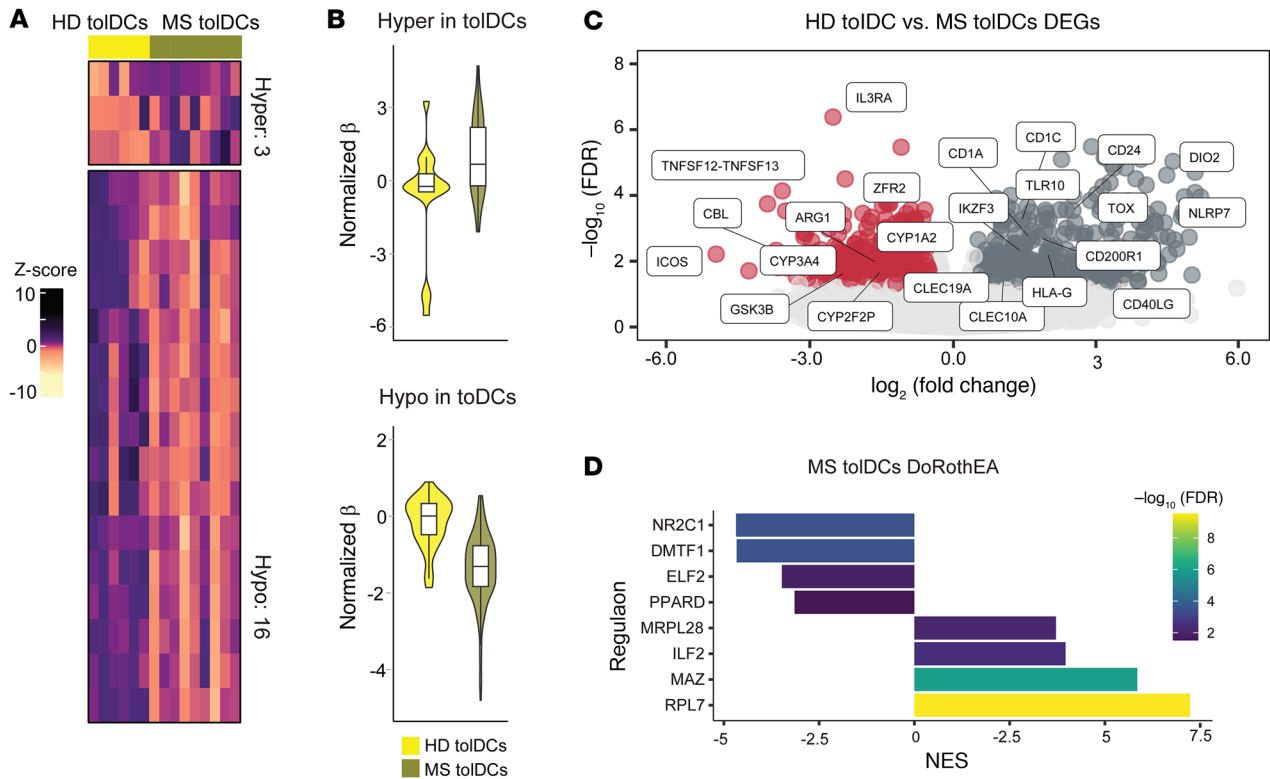 A
HD tolDCs
MS tolDCs
Hyper: 3
Hypo: 16
Z-score
10
0
-10
B
Hyper in tolDCs
Normalized β
3
0
-3
-6
Hypo in toDCs
Normalized β
2
0
-2
-4
HD tolDCs
MS tolDCs
C
HD tolDC vs. MS tolDCs DEGs
–log10 (FDR)
8
6
4
2
0
IL3RA
TNFSF12-TNFSF13
ZFR2
CBL
ARG1
CYP1A2
ICOS
CYP3A4
GSK3B
CYP2F2P
CD1A
CD1C
CD24
DIO2
TLR10
IKZF3
TOX
NLRP7
CD200R1
CLEC19A
HLA-G
CLEC10A
CD40LG
-6.0
-3.0
0.0
3
6.0
log2 (fold change)
D
MS tolDCs DoRothEA
–log10 (FDR)
8
6
4
2
Regulaon
NR2C1
DMTF1
ELF2
PPARD
MRPL28
ILF2
MAZ
RPL7
-5
-2.5
0
-2.5
5
7.5
NES